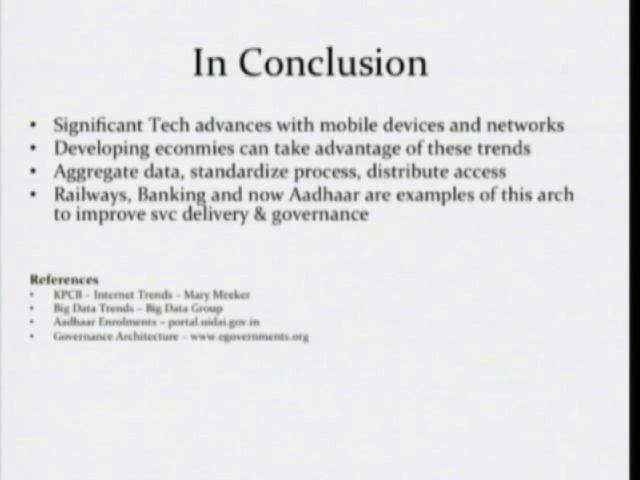 In Conclusion
• Significant Tech advances with mobile devices and networks
• Developing econmies can take advantage of these trends
• Aggregate data, standardize process, distribute access
• Railways, Banking and now Aadhaar are examples of this arch
to improve svc delivery & governance
References
• KPCB – Internet Trends – Mary Meeker
• Big Data Trends – Big Data Group
• Aadhaar Enrolments – portal.uidai.gov.in
• Governance Architecture – www.egovernments.org